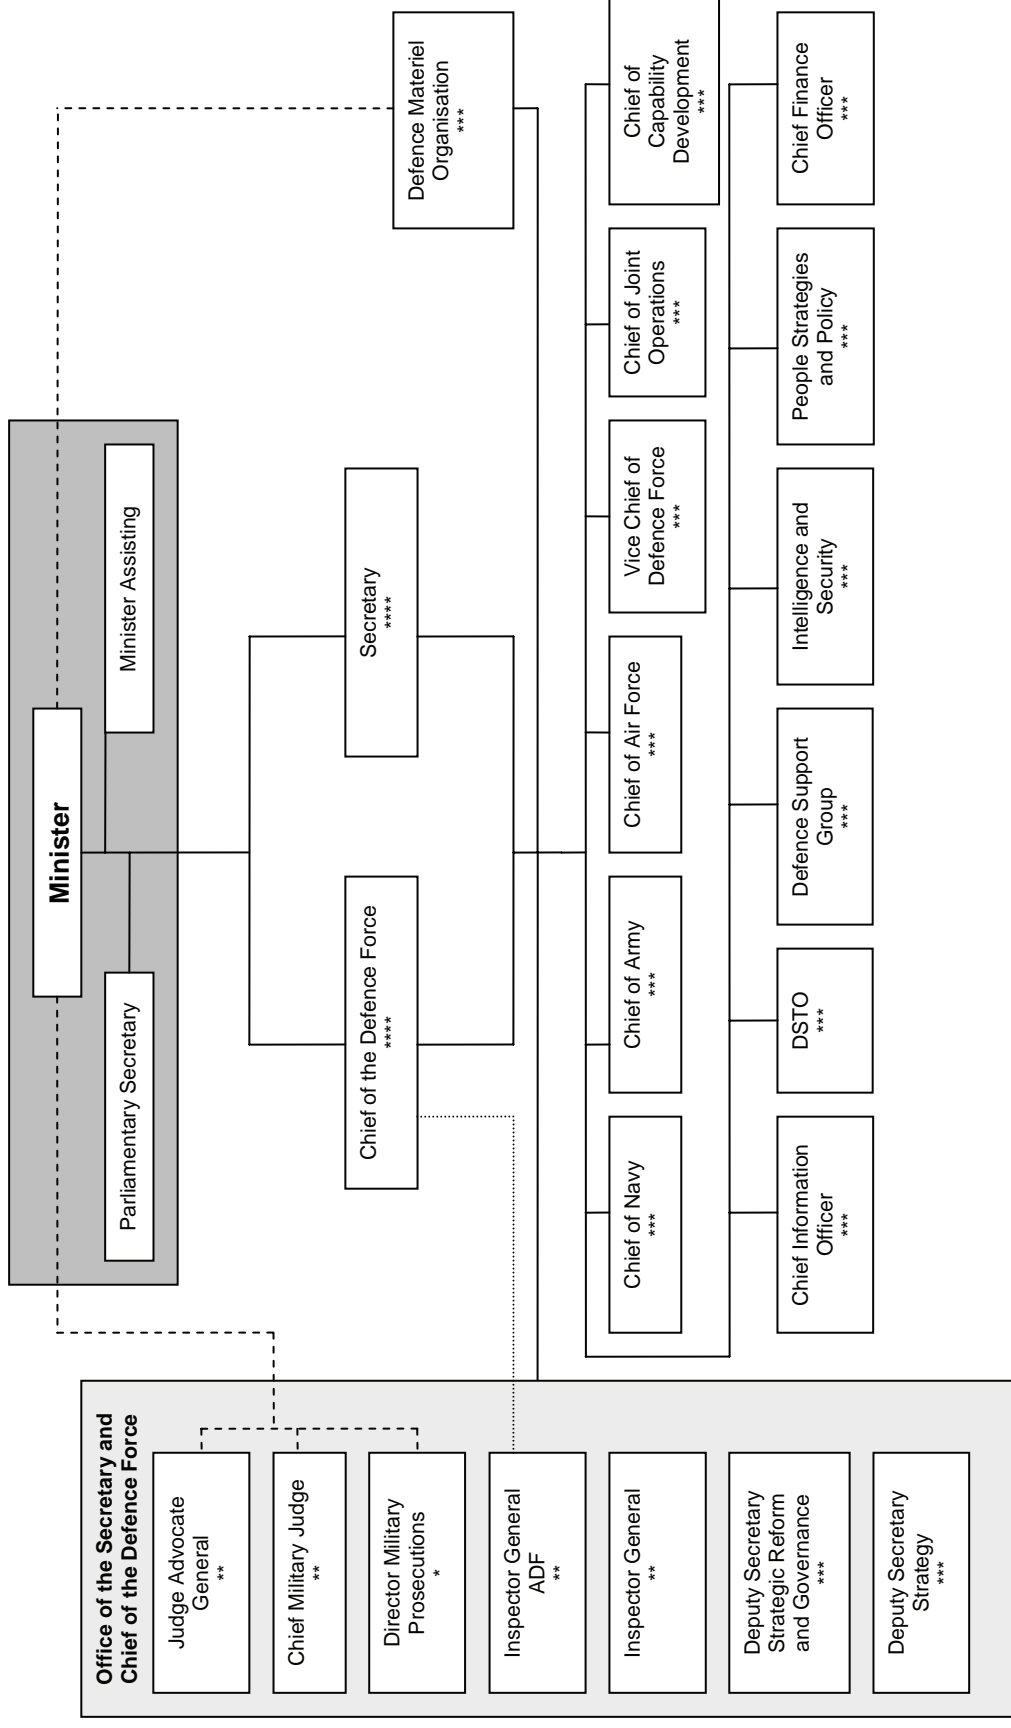 Minister
Parliamentary Secretary
Minister Assisting
Chief of the Defence Force
****
Secretary
****
Defence Materiel
Organisation
***
Office of the Secretary and
Chief of the Defence Force
Judge Advocate
General
**
Chief Military Judge
**
Director Military
Prosecutions
*
Inspector General
ADF
**
Inspector General
**
Deputy Secretary
Strategic Reform
and Governance
***
Deputy Secretary
Strategy
***
Chief of Navy
***
Chief of Army
***
Chief of Air Force
***
Vice Chief of
Defence Force
***
Chief of Joint
Operations
***
Chief of
Capability
Development
***
Chief Information
Officer
***
DSTO
***
Defence Support
Group
***
Intelligence and
Security
***
People Strategies
and Policy
***
Chief Finance
Officer
***